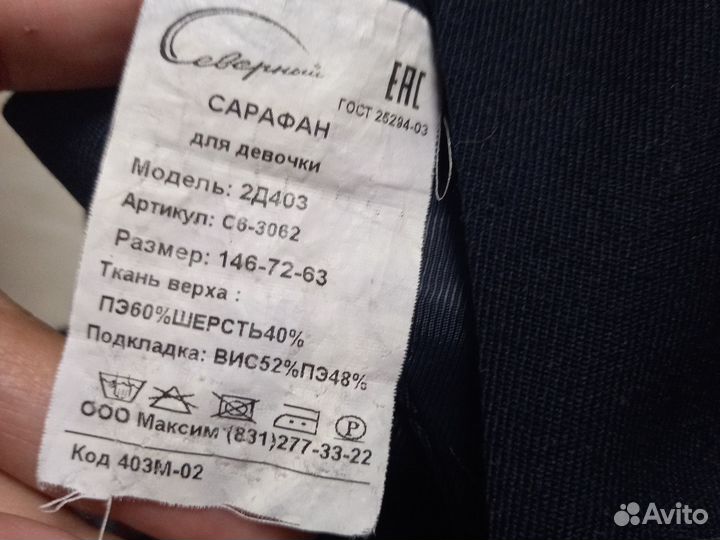 Северный
ЕАС
ГОСТ 25294-03
САРАФАН
для девочки
Модель: 2Д403
Артикул: С6-3062
Размер: 146-72-63
Ткань верха :
ПЭ60%ШЕРСТЬ40%
Подкладка: ВИС52%ПЭ48%
P
ООО Максим (831)277-33-22
Код 403М-02
Avito